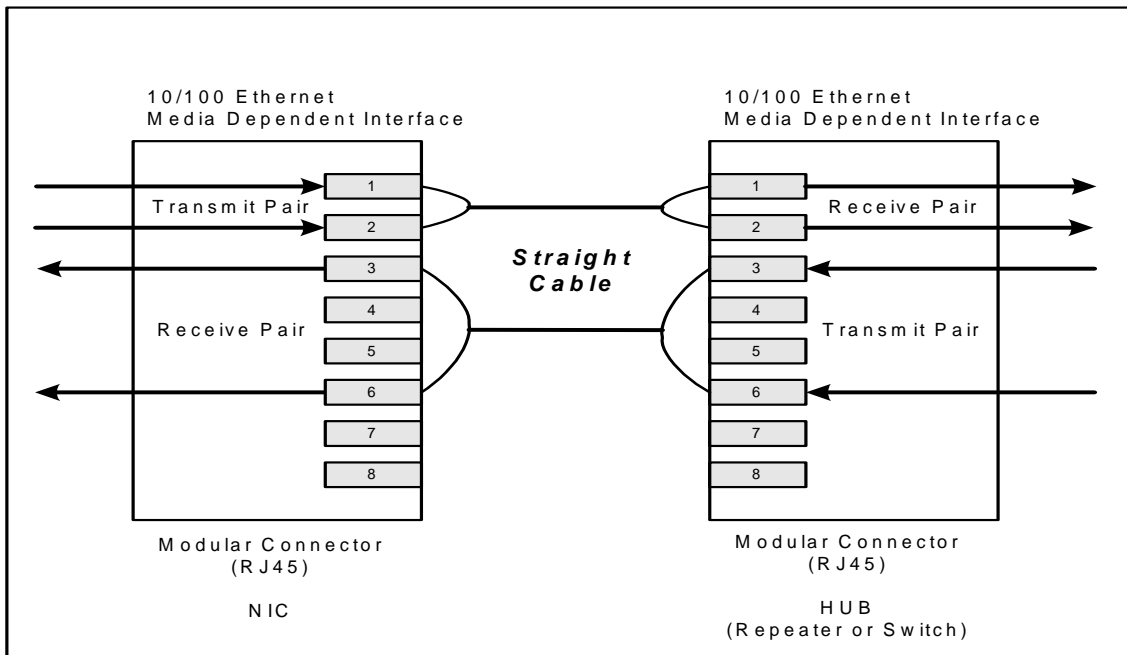 10/100 Ethernet
Media Dependent Interface
1
Transmit Pair
2
3
4
Receive Pair
5
6
7
8
Modular Connector
(RJ45)
NIC
Straight
Cable
10/100 Ethernet
Media Dependent Interface
1
Receive Pair
2
3
4
Transmit Pair
5
6
7
8
Modular Connector
(RJ45)
HUB
(Repeater or Switch)